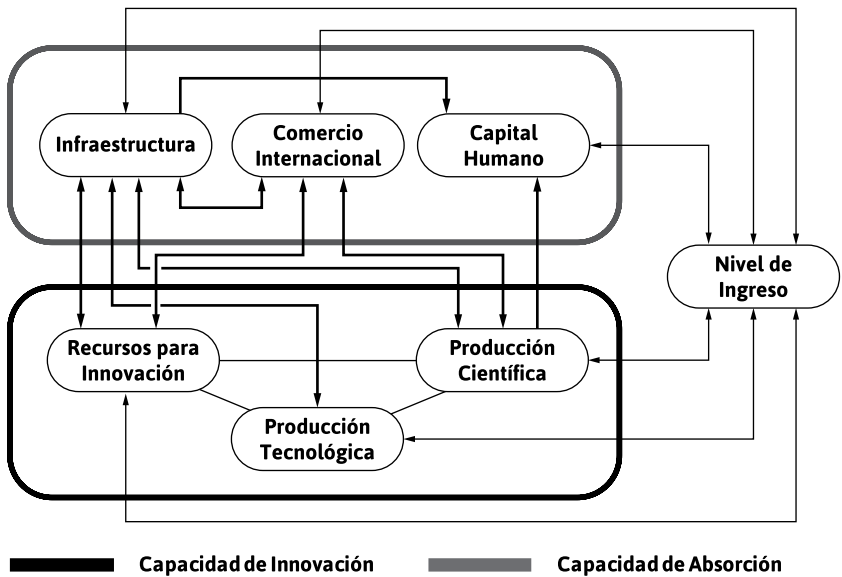 Infraestructura
Comercio
Internacional
Capital
Humano
Nivel de
Ingreso
Recursos para
Innovación
Producción
Científica
Producción
Tecnológica
Capacidad de Innovación
Capacidad de Absorción